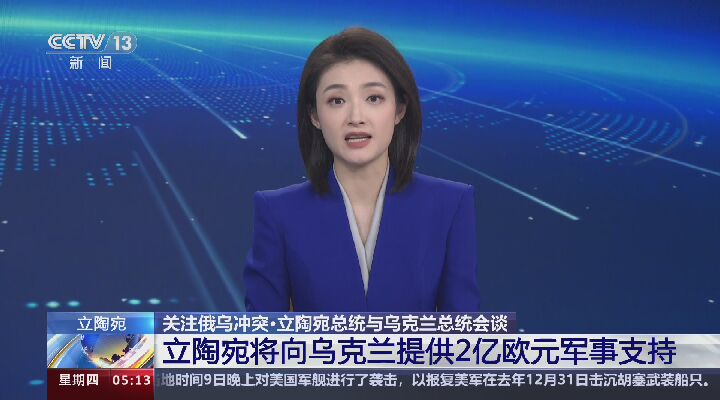 CCTV 13
新闻
立陶宛
关注俄乌冲突·立陶宛总统与乌克兰总统会谈
立陶宛将向乌克兰提供2亿欧元军事支持
星期四 05:13
地时间9日晚上对美国军舰进行了袭击，以报复美军在去年12月31日击沉胡塞武装船只。